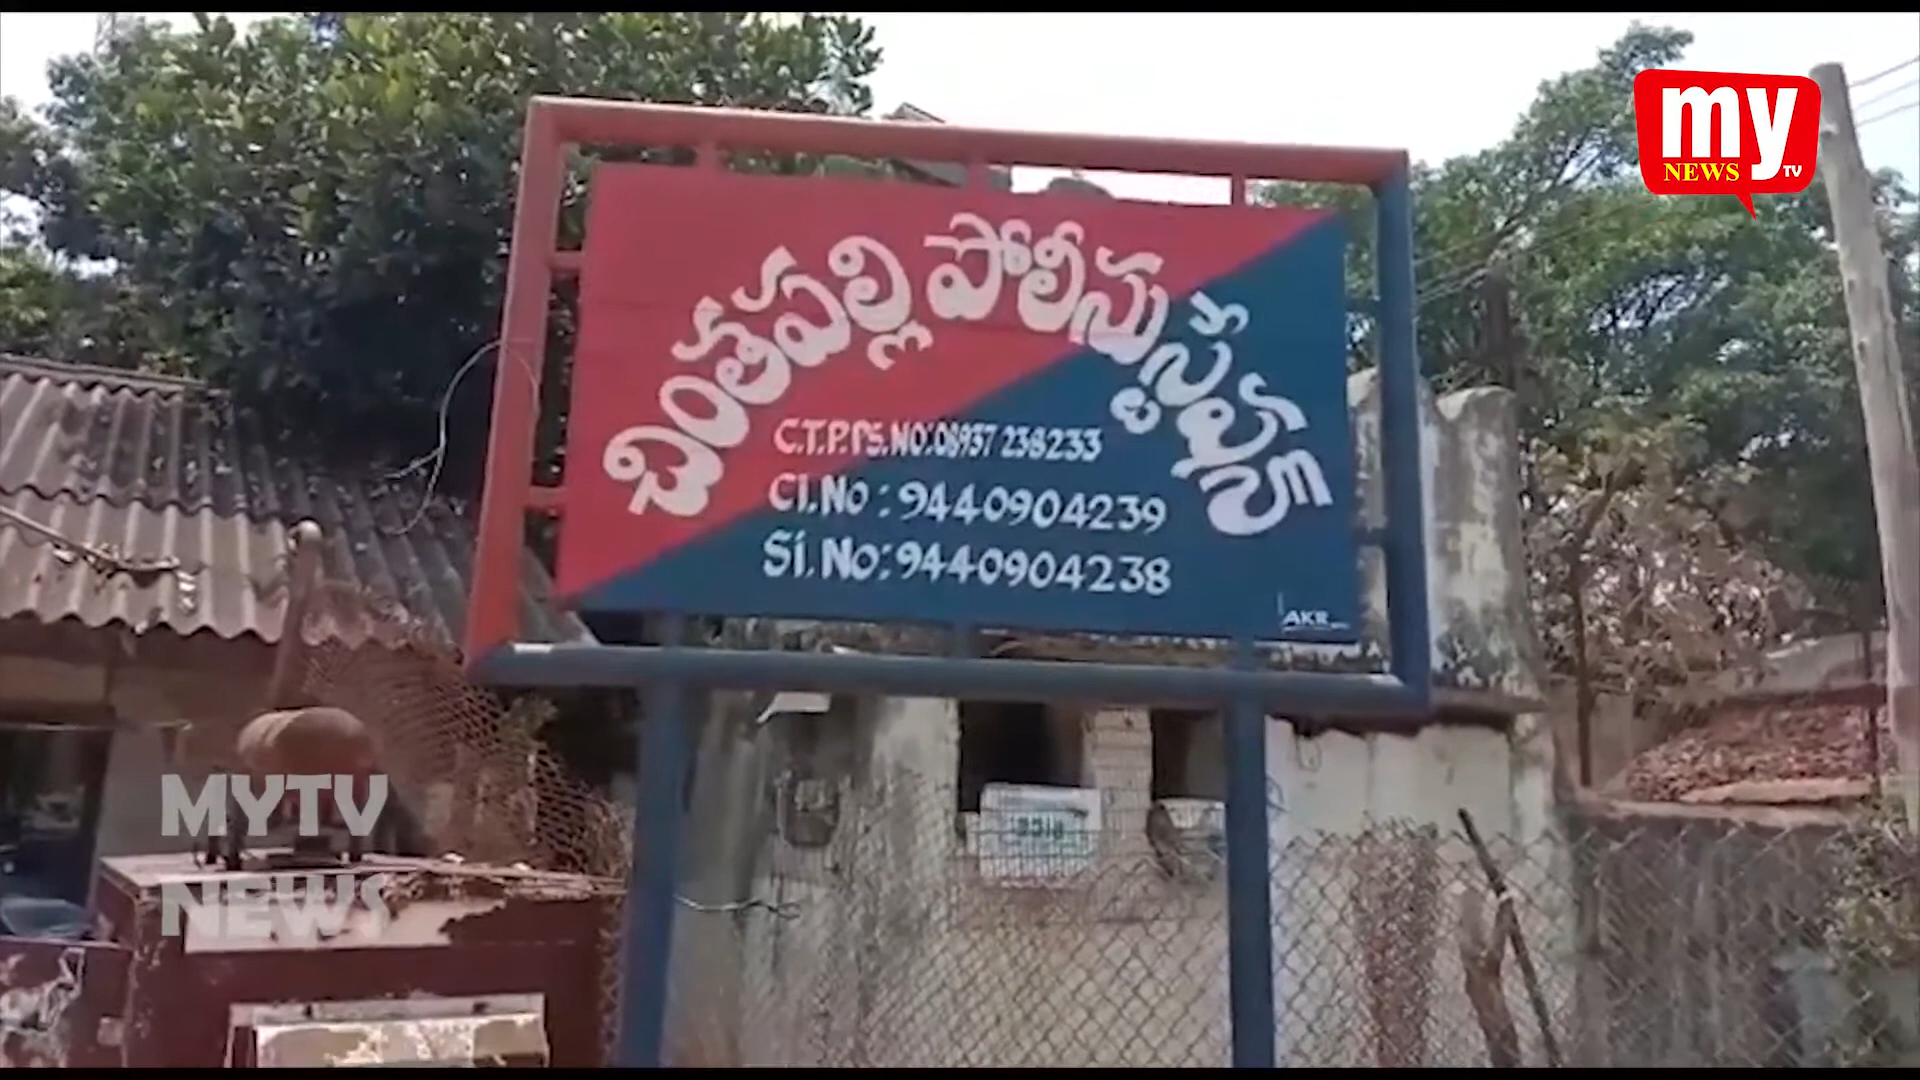 చింతపల్లి పోలీసు స్టేషన్
C.T.P.PS.NO:08937 238233
CI.No : 9440904239
SI.No:9440904238
AKR
my
NEWS TV
MYTV
NEWS